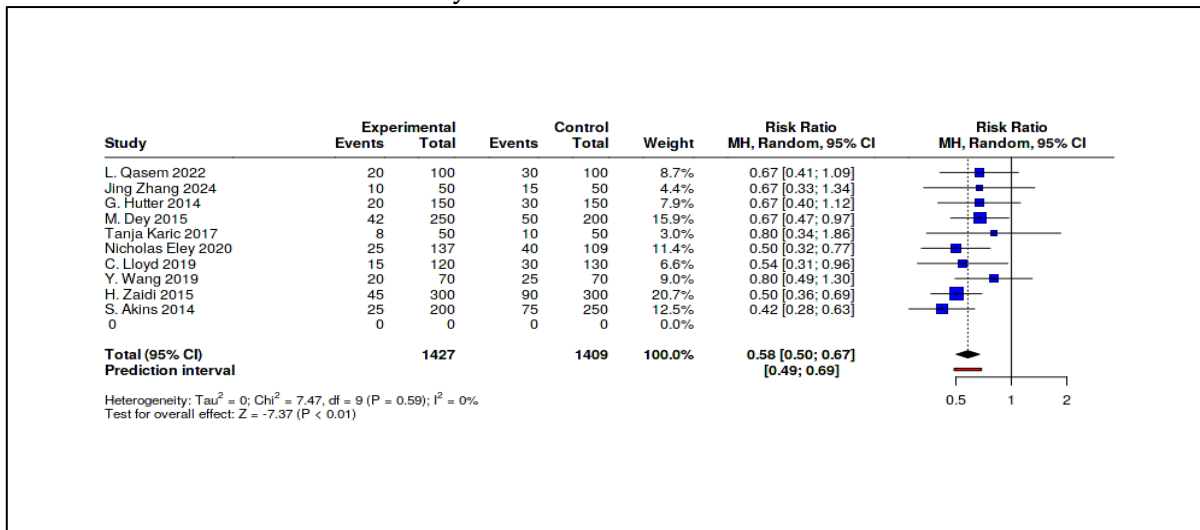 Experimental Control Risk Ratio Risk Ratio
Study Events Total Events Total Weight MH, Random, 95% CI MH, Random, 95% CI
L. Qasem 2022 20 100 30 100 8.7% 0.67 [0.41; 1.09]
Jing Zhang 2024 10 50 15 50 4.4% 0.67 [0.33; 1.34]
G. Hutter 2014 20 150 30 150 7.9% 0.67 [0.40; 1.12]
M. Dey 2015 42 250 50 200 15.9% 0.67 [0.47; 0.97]
Tanja Karic 2017 8 50 10 50 3.0% 0.80 [0.34; 1.86]
Nicholas Eley 2020 25 137 40 109 11.4% 0.50 [0.32; 0.77]
C. Lloyd 2019 15 120 30 130 6.6% 0.54 [0.31; 0.96]
Y. Wang 2019 20 70 25 70 9.0% 0.80 [0.49; 1.30]
H. Zaidi 2015 45 300 90 300 20.7% 0.50 [0.36; 0.69]
S. Akins 2014 25 200 75 250 12.5% 0.42 [0.28; 0.63]
0 0 0 0 0 0.0%
Total (95% CI) 1427 1409 100.0% 0.58 [0.50; 0.67]
Prediction interval [0.49; 0.69]
Heterogeneity: Tau² = 0; Chi² = 7.47, df = 9 (P = 0.59); I² = 0%
Test for overall effect: Z = -7.37 (P < 0.01)
0.5 1 2